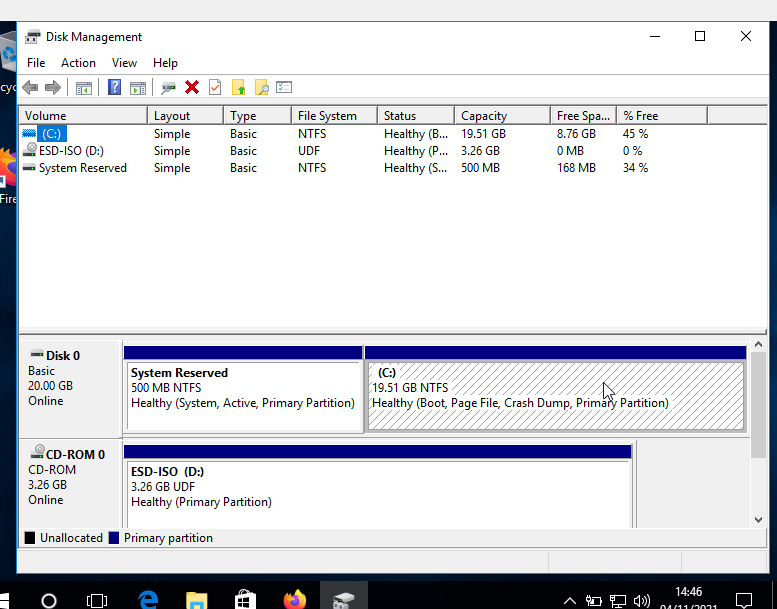 Disk Management
File Action View Help
Volume Layout Type File System Status Capacity Free Spa... % Free
(C:) Simple Basic NTFS Healthy (B... 19.51 GB 8.76 GB 45 %
ESD-ISO (D:) Simple Basic UDF Healthy (P... 3.26 GB 0 MB 0 %
System Reserved Simple Basic NTFS Healthy (S... 500 MB 168 MB 34 %
Disk 0
Basic
20.00 GB
Online
System Reserved
500 MB NTFS
Healthy (System, Active, Primary Partition)
(C:)
19.51 GB NTFS
Healthy (Boot, Page File, Crash Dump, Primary Partition)
CD-ROM 0
CD-ROM
3.26 GB
Online
ESD-ISO (D:)
3.26 GB UDF
Healthy (Primary Partition)
Unallocated Primary partition
14:46
04/11/2021